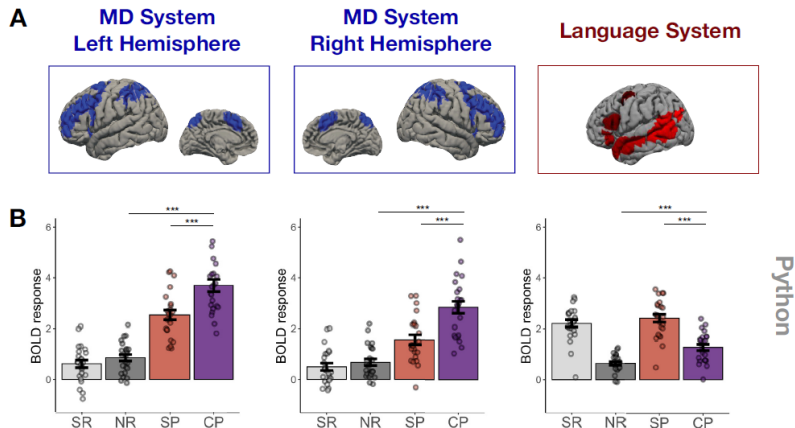 A
MD System
Left Hemisphere
MD System
Right Hemisphere
Language System
B
***
***
6
4
2
0
BOLD response
SR NR SP CP
***
***
6
4
2
0
BOLD response
SR NR SP CP
***
***
6
4
2
0
BOLD response
SR NR SP CP
Python